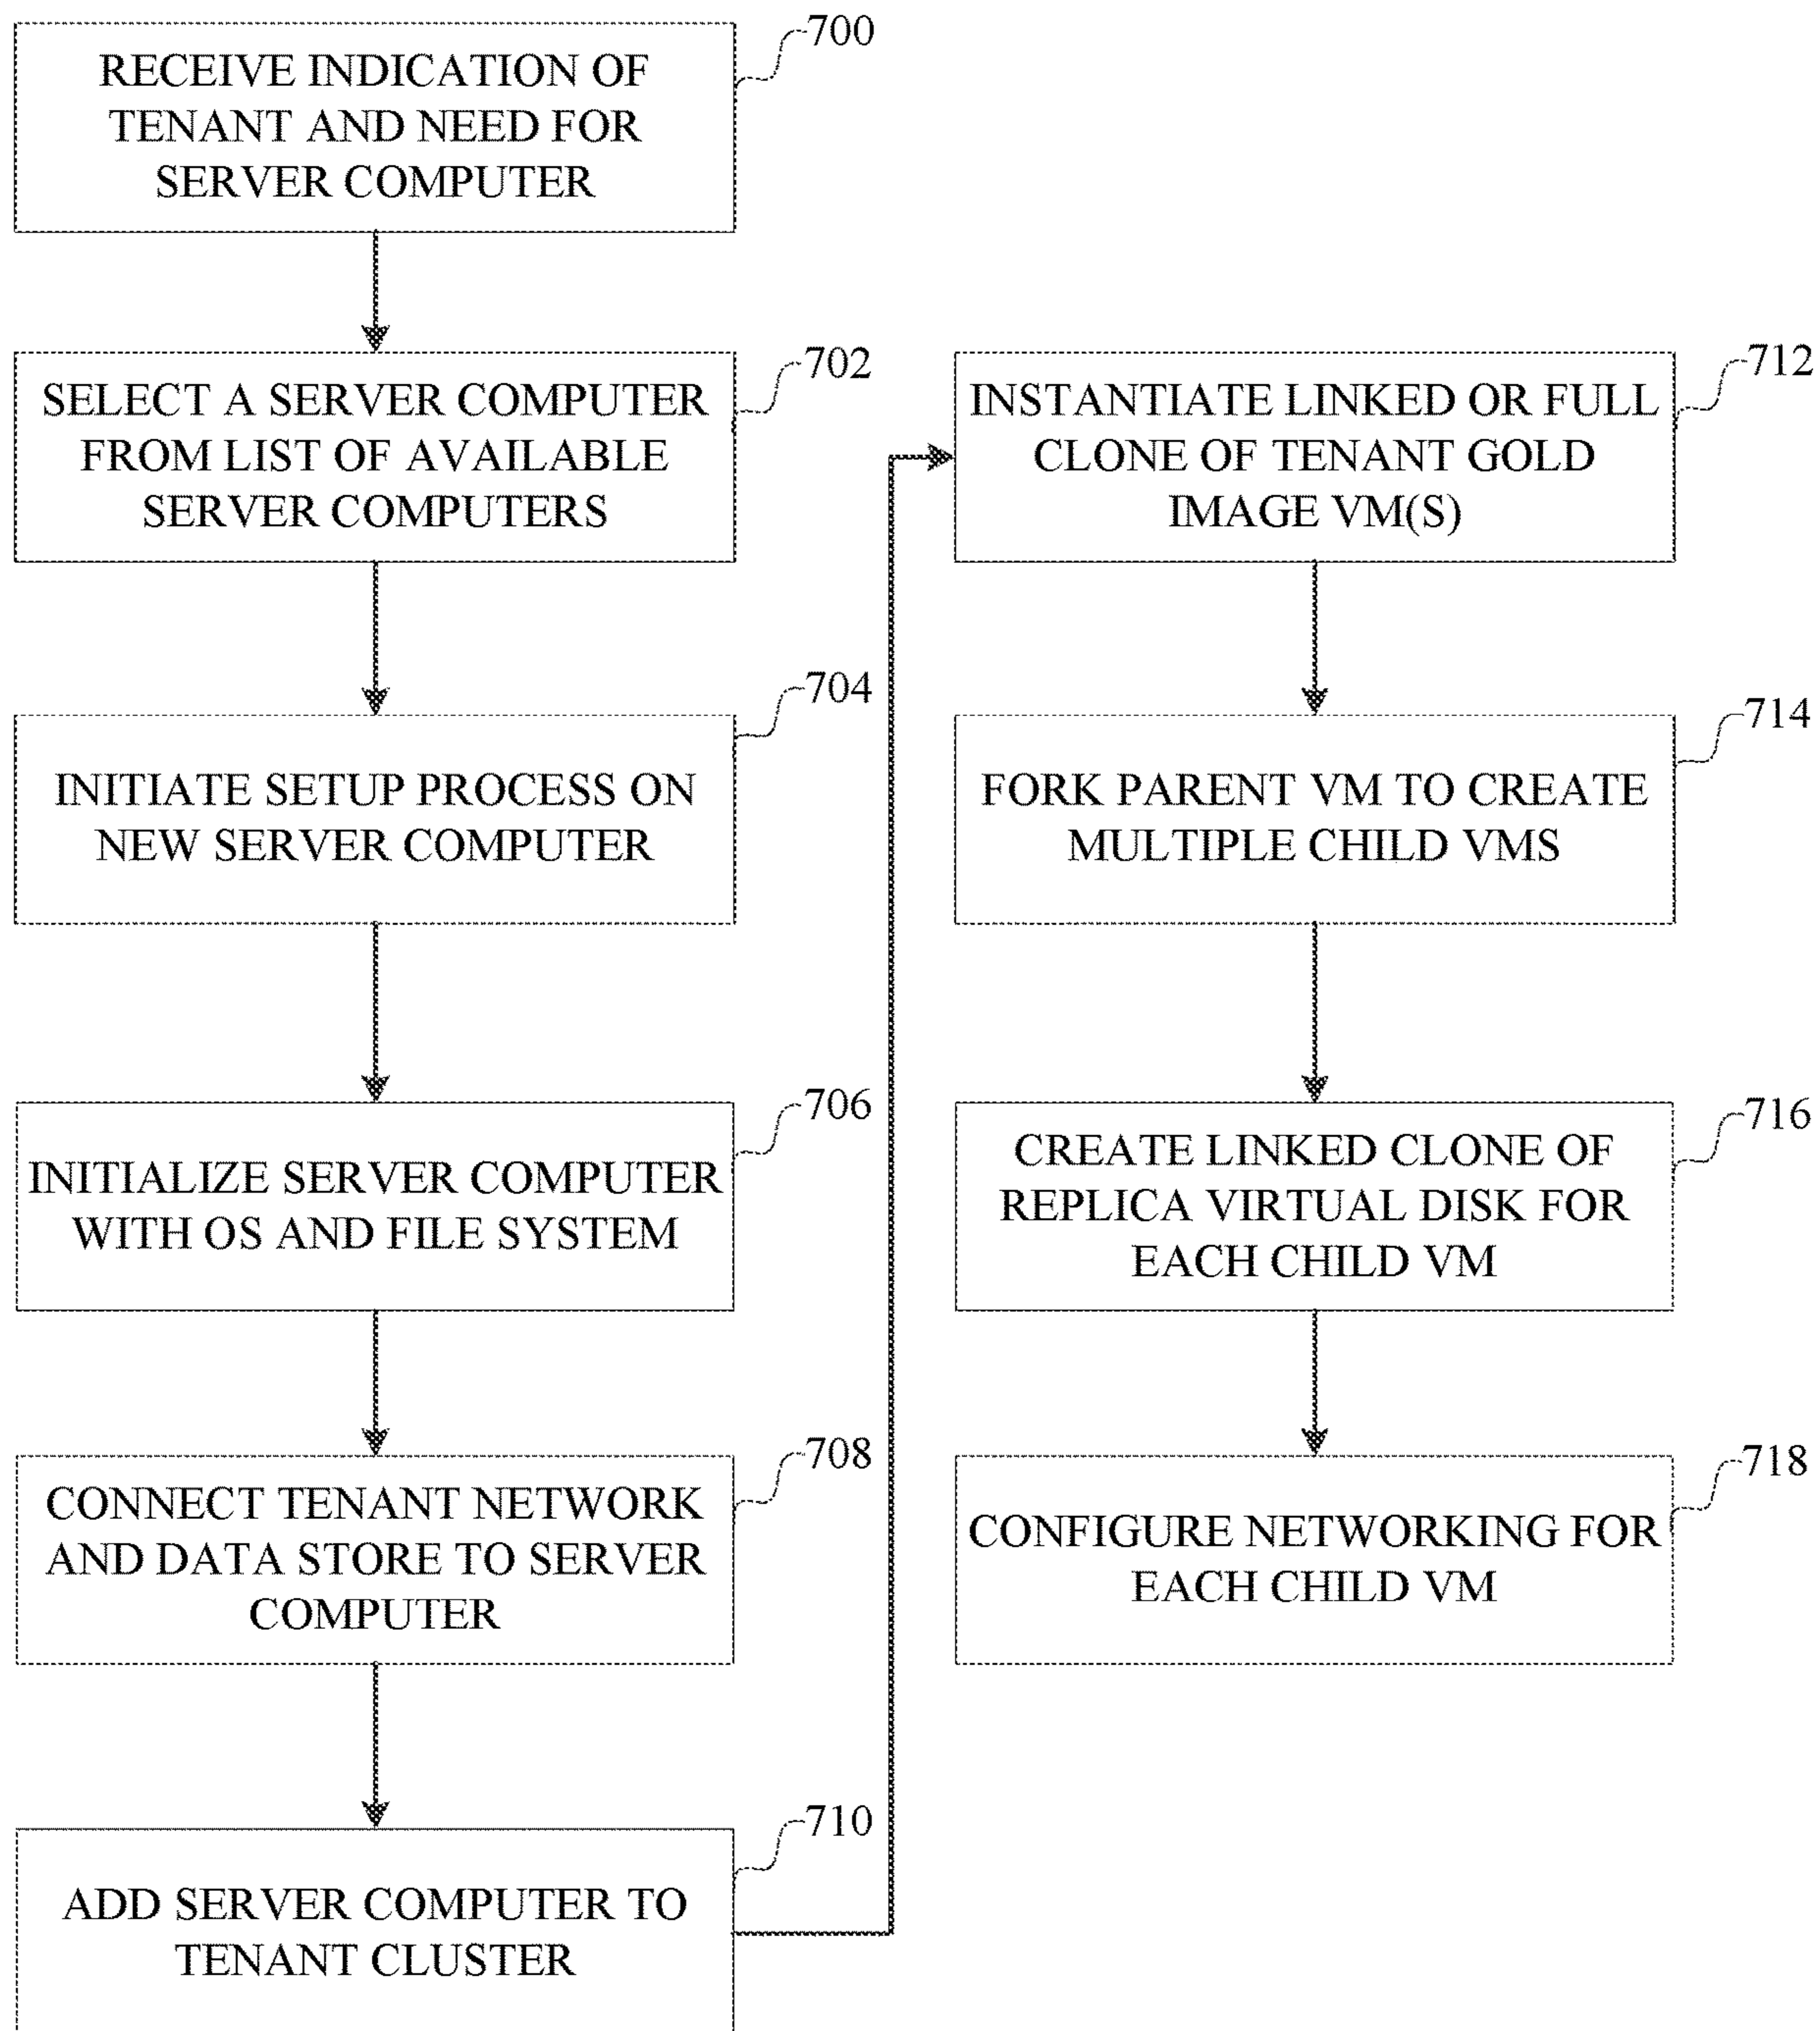 700
RECEIVE INDICATION OF
TENANT AND NEED FOR
SERVER COMPUTER
702
SELECT A SERVER COMPUTER
FROM LIST OF AVAILABLE
SERVER COMPUTERS
704
INITIATE SETUP PROCESS ON
NEW SERVER COMPUTER
706
INITIALIZE SERVER COMPUTER
WITH OS AND FILE SYSTEM
708
CONNECT TENANT NETWORK
AND DATA STORE TO SERVER
COMPUTER
710
ADD SERVER COMPUTER TO
TENANT CLUSTER
712
INSTANTIATE LINKED OR FULL
CLONE OF TENANT GOLD
IMAGE VM(S)
714
FORK PARENT VM TO CREATE
MULTIPLE CHILD VMS
716
CREATE LINKED CLONE OF
REPLICA VIRTUAL DISK FOR
EACH CHILD VM
718
CONFIGURE NETWORKING FOR
EACH CHILD VM